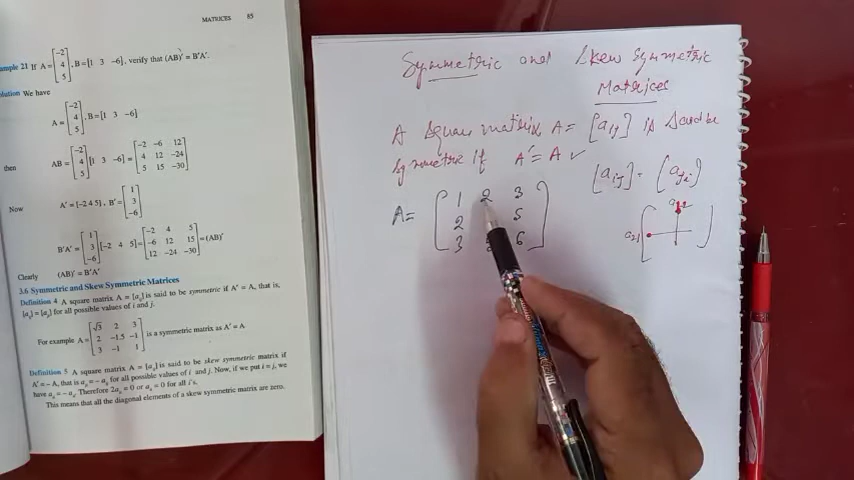 MATRICES 85
ample 21 If A = [-2 4 5], B = [1 3 -6], verify that (AB)' = B'A'.
olution We have
A = [-2 4 5], B = [1 3 -6]
then AB = [-2 4 5] [1 3 -6] = [-2 -6 12 4 12 -24 5 15 -30]
Now A' = [-2 4 5], B' = [1 3 -6]
B'A' = [1 3 -6] [-2 4 5] = [-2 4 5 -6 12 15 12 -24 -30] = (AB)'
Clearly (AB)' = B'A'
3.6 Symmetric and Skew Symmetric Matrices
Definition 4 A square matrix A = [aij] is said to be symmetric if A' = A, that is,
[aij] = [aji] for all possible values of i and j.
For example A = [√3 2 3 2 -1.5 -1 3 -1 1] is a symmetric matrix as A' = A
Definition 5 A square matrix A = [aij] is said to be skew symmetric matrix if
A' = -A, that is aji = -aij for all possible values of i and j. Now, if we put i = j, we
have aii = -aii. Therefore 2aii = 0 or aii = 0 for all i's.
This means that all the diagonal elements of a skew symmetric matrix are zero.
Symmetric and Skew Symmetric
Matrices
A Square matrix A = [aij] is Said be
Symmetric if A' = A ✓
[aij] = [aji]
A = [1 2 3
2 5
3 6]
a12
a21